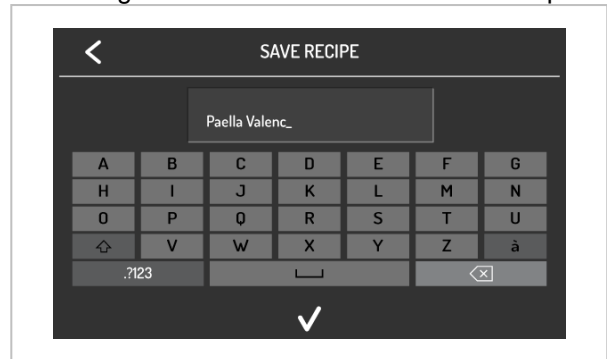 SAVE RECIPE
Paella Valenc_
A B C D E F G
H I J K L M N
O P Q R S T U
V W X Y Z à
.?123